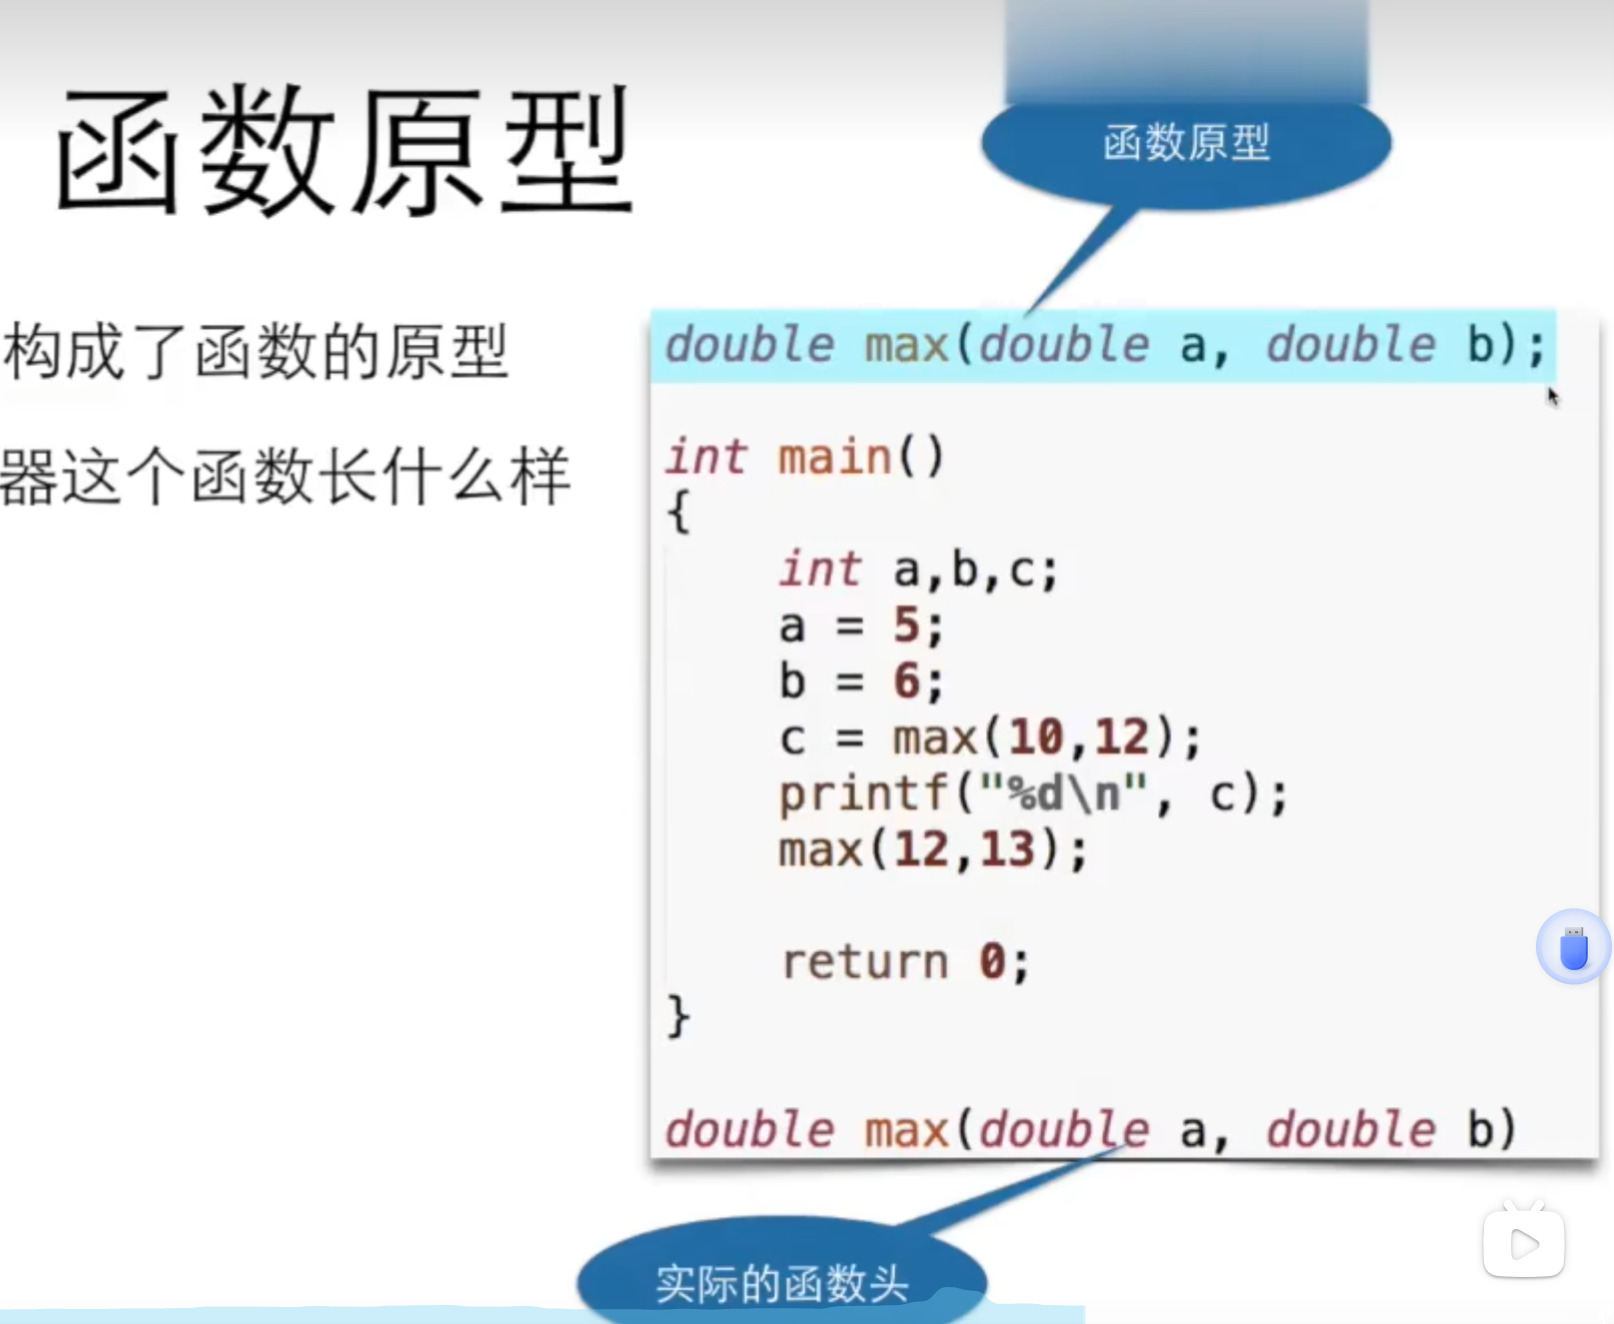 函数原型
函数原型
构成了函数的原型
器这个函数长什么样
double max(double a, double b);
int main()
{
int a,b,c;
a = 5;
b = 6;
c = max(10,12);
printf("%d\n", c);
max(12,13);
return 0;
}
double max(double a, double b)
实际的函数头